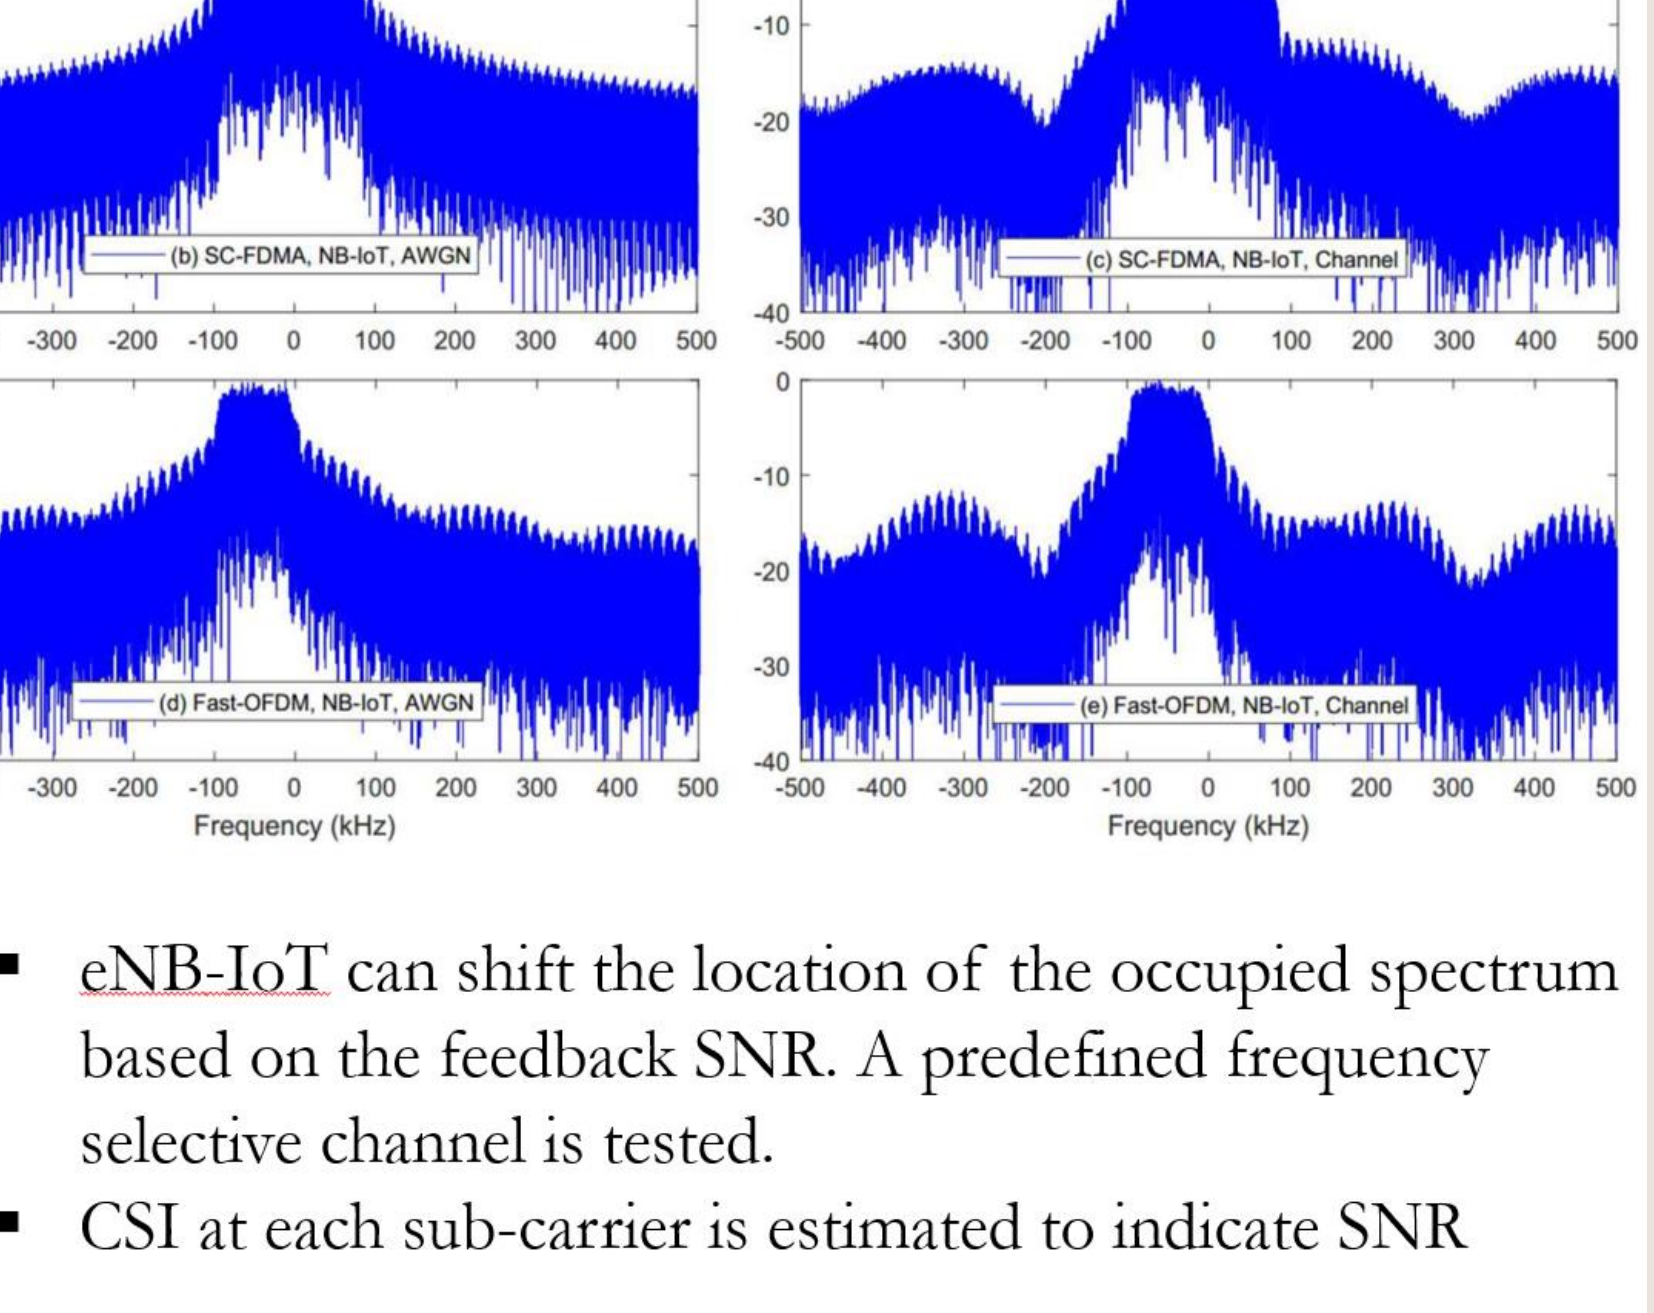 -10
-20
-30
-40
(b) SC-FDMA, NB-IoT, AWGN
(c) SC-FDMA, NB-IoT, Channel
-300 -200 -100 0 100 200 300 400 500
-500 -400 -300 -200 -100 0 100 200 300 400 500
0
-10
-20
-30
-40
(d) Fast-OFDM, NB-IoT, AWGN
(e) Fast-OFDM, NB-IoT, Channel
-300 -200 -100 0 100 200 300 400 500
-500 -400 -300 -200 -100 0 100 200 300 400 500
Frequency (kHz)
Frequency (kHz)
▪ eNB-IoT can shift the location of the occupied spectrum
based on the feedback SNR. A predefined frequency
selective channel is tested.
▪ CSI at each sub-carrier is estimated to indicate SNR